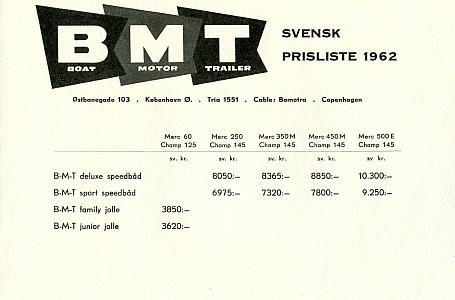 BMT
BOAT MOTOR TRAILER
SVENSK
PRISLISTE 1962
Østbanegade 103 . København Ø. . Tria 1551 . Cable: Bomotra . Copenhagen
Merc 60 Merc 250 Merc 350 M Merc 450 M Merc 500 E
Champ 125 Champ 145 Champ 145 Champ 145 Champ 145
sv. kr. sv. kr. sv. kr. sv. kr. sv. kr.
B-M-T deluxe speedbåd 8050:— 8365:— 8850:— 10.300:—
B-M-T sport speedbåd 6975:— 7320:— 7800:— 9.250:—
B-M-T family jolle 3850:—
B-M-T junior jolle 3620:—